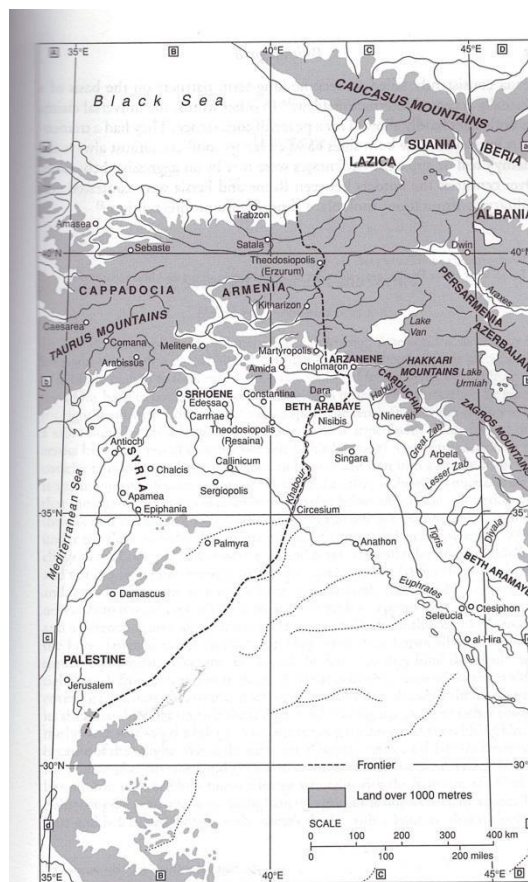 35°E
B
40°E
C
45°E
D
Black Sea
CAUCASUS MOUNTAINS
SUANIA
IBERIA
LAZICA
ALBANIA
Trabzon
Amasea
Satala
Dwin
40°N
Sebaste
40°N
Theodosiopolis
(Erzurum)
CAPPADOCIA
ARMENIA
PERSARMENIA
Araxes
Kitharizon
AZERBAIJAN
Caesarea
TAURUS MOUNTAINS
Lake
Van
Comana
Melitene
Martyropolis
ARZANENE
Arabissus
Amida
Chlomaron
HAKKARI
MOUNTAINS
Lake
Urmiah
b
SRHOENE
Constantina
Dara
Habur
CARDUCHIA
Edessa
BETH ARABAYE
Carrhae
Nisibis
Nineveh
ZAGROS MOUNTAINS
Theodosiopolis
(Resaina)
Great Zab
Antioch
SYRIA
Callinicum
Singara
Arbela
Chalcis
Lesser Zab
Sergiopolis
Khabour
Apamea
Epiphania
35°N
Circesium
35°N
Mediterranean Sea
Tigris
Diyala
Palmyra
Anathon
BETH ARAMAYE
Damascus
Euphrates
Ctesiphon
Seleucia
al-Hira
c
PALESTINE
Jerusalem
30°N
30°N
Frontier
Land over 1000 metres
SCALE
0
100
200
300
400 km
0
100
200 miles
d
35°E
B
40°E
C
45°E
D